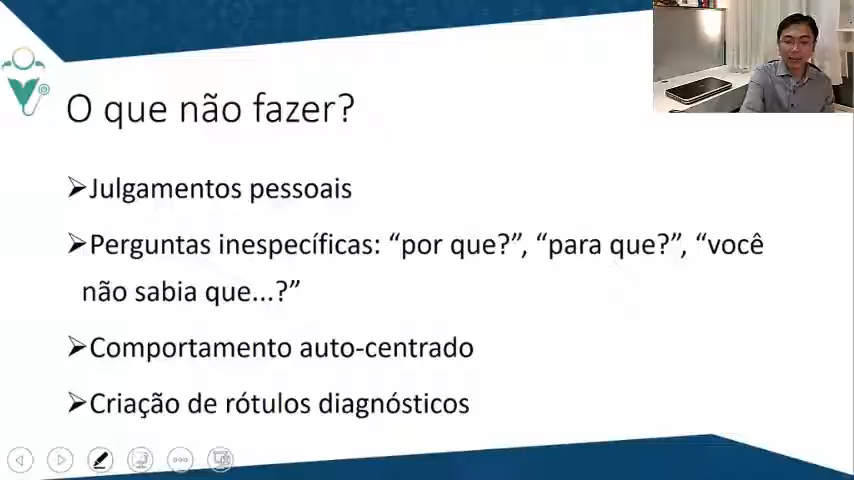 O que não fazer?
➢Julgamentos pessoais
➢Perguntas inespecíficas: “por que?”, “para que?”, “você
não sabia que...?”
➢Comportamento auto-centrado
➢Criação de rótulos diagnósticos